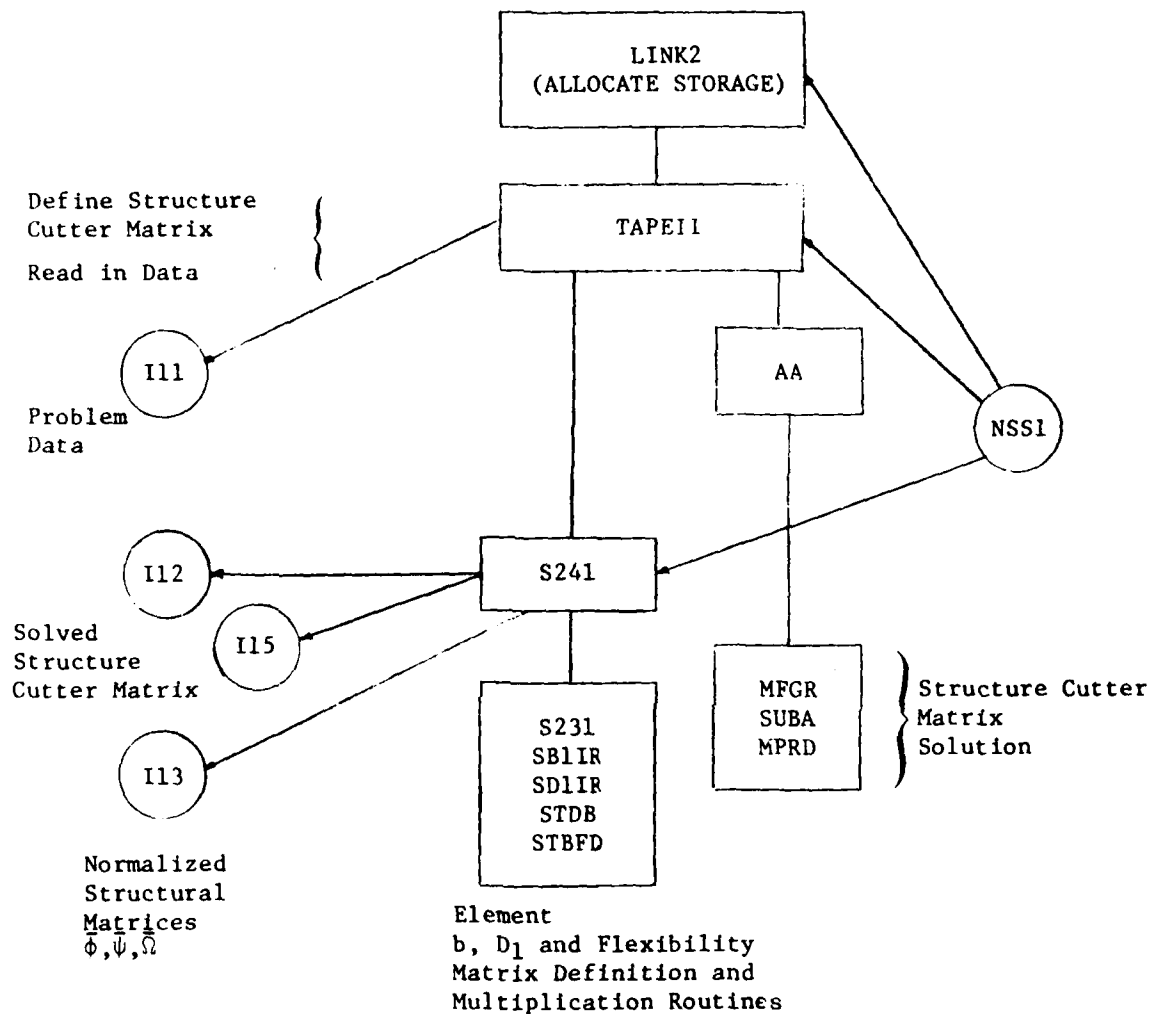 LINK2
(ALLOCATE STORAGE)
Define Structure
Cutter Matrix
Read in Data
TAPEI1
I11
AA
Problem
Data
NSS1
I12
S241
Solved
Structure
Cutter Matrix
I15
MFGR
SUBA
MPRD
Structure Cutter
Matrix
Solution
I13
S231
SB1IR
SD1IR
STDB
STBFD
Normalized
Structural
Matrices
Φ̄,Ψ̄,Ω̄
Element
b, D1 and Flexibility
Matrix Definition and
Multiplication Routines